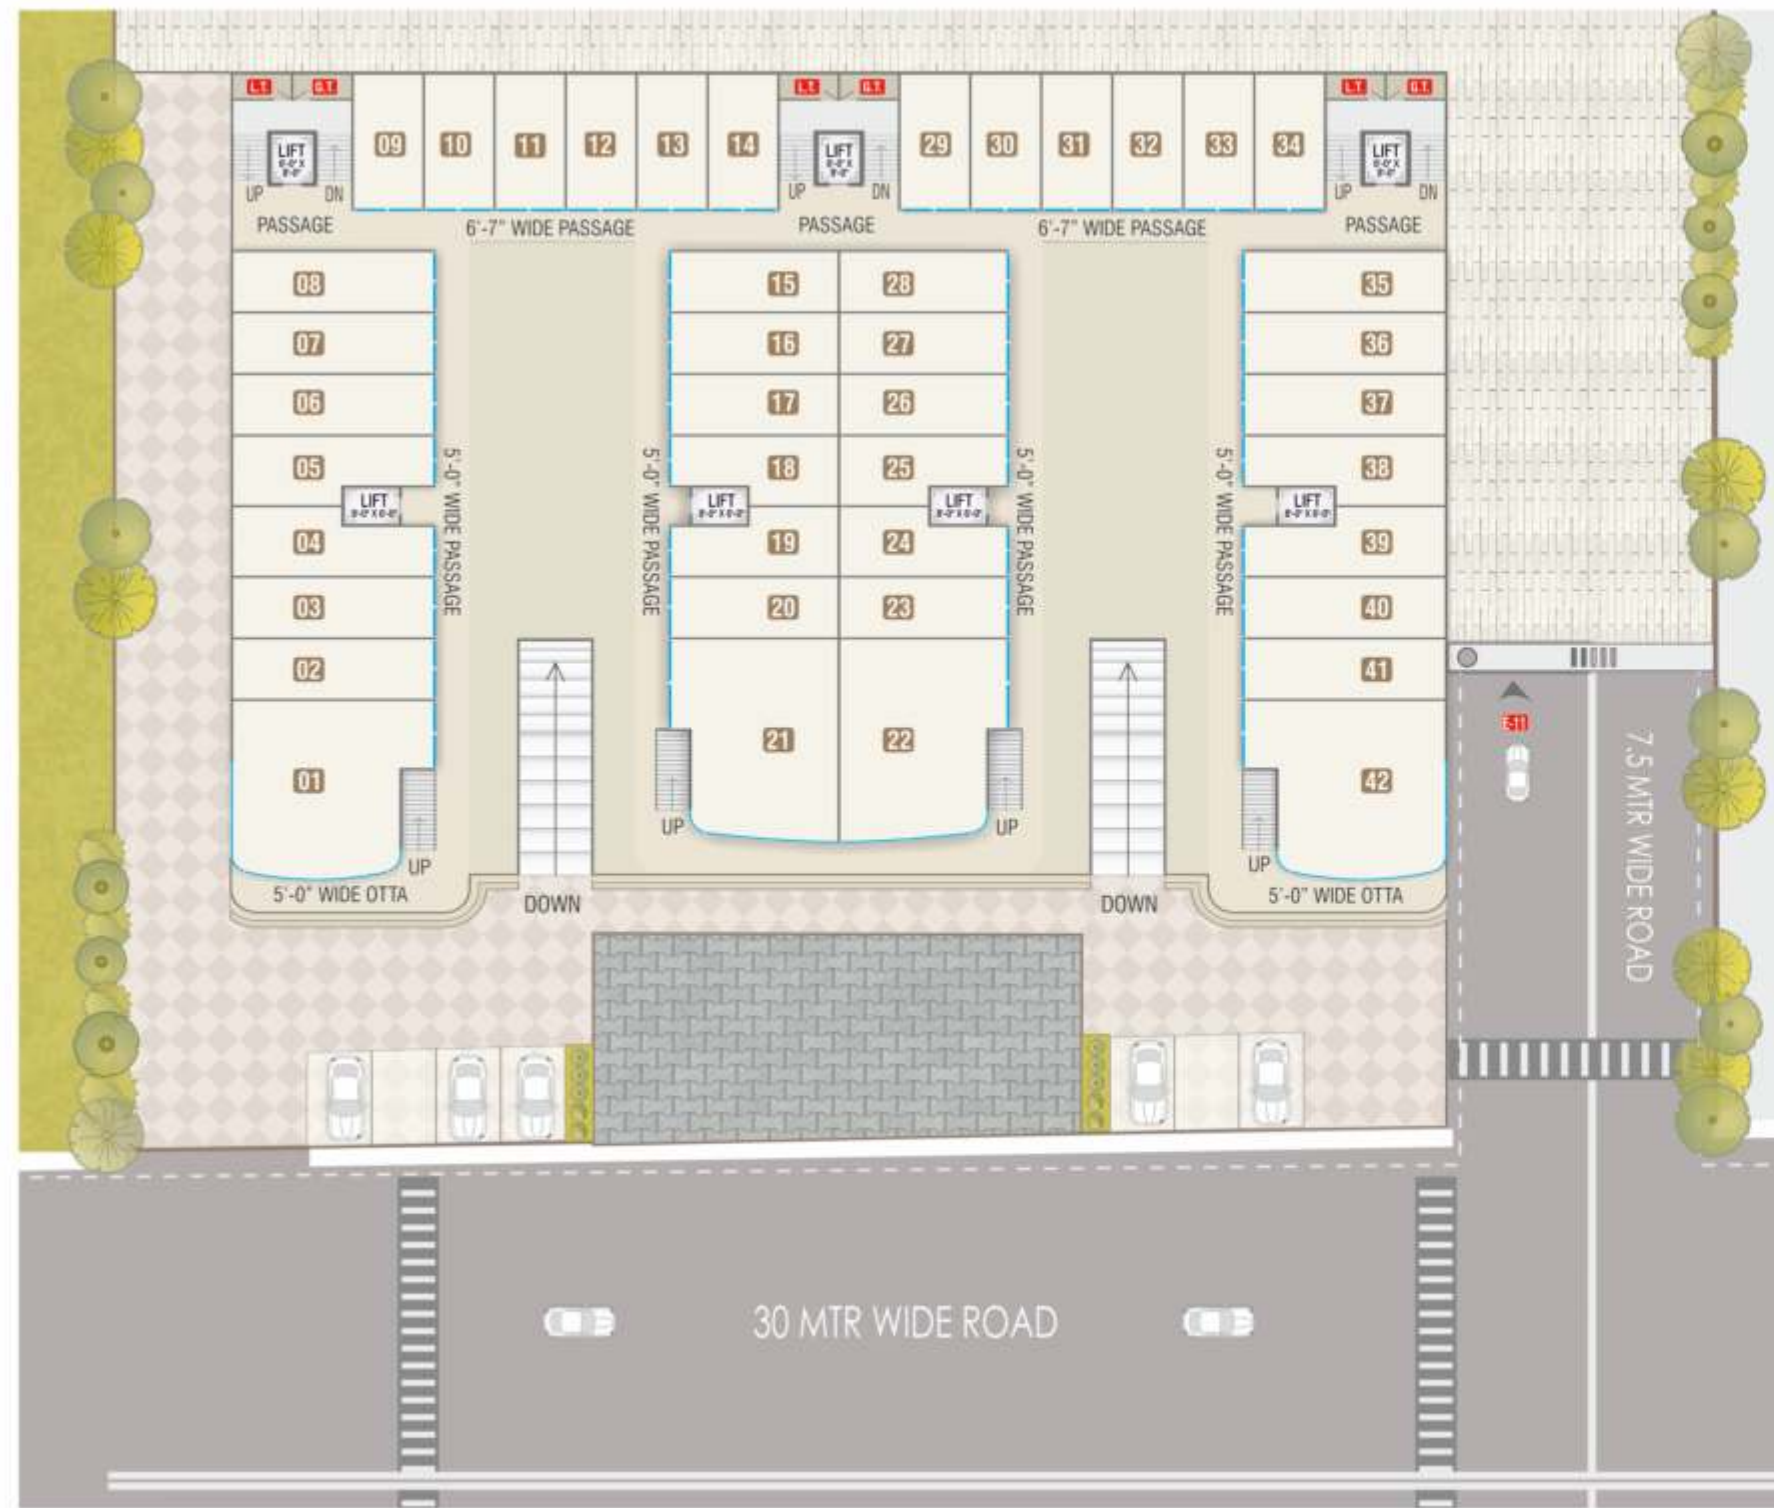 L.T. G.T.
L.T. G.T.
L.T. G.T.
LIFT
09 10 11 12 13 14
LIFT
29 30 31 32 33 34
LIFT
UP DN
UP DN
UP DN
PASSAGE
6'-7" WIDE PASSAGE
PASSAGE
6'-7" WIDE PASSAGE
PASSAGE
08
07
06
05
LIFT
04
03
02
01
UP
5'-0" WIDE PASSAGE
5'-0" WIDE OTTA
DOWN
5'-0" WIDE PASSAGE
15 28
16 27
17 26
18 25
LIFT LIFT
19 24
20 23
21 22
UP UP
5'-0" WIDE PASSAGE
DOWN
5'-0" WIDE PASSAGE
35
36
37
38
LIFT
39
40
41
42
UP
5'-0" WIDE OTTA
7.5 MTR WIDE ROAD
30 MTR WIDE ROAD